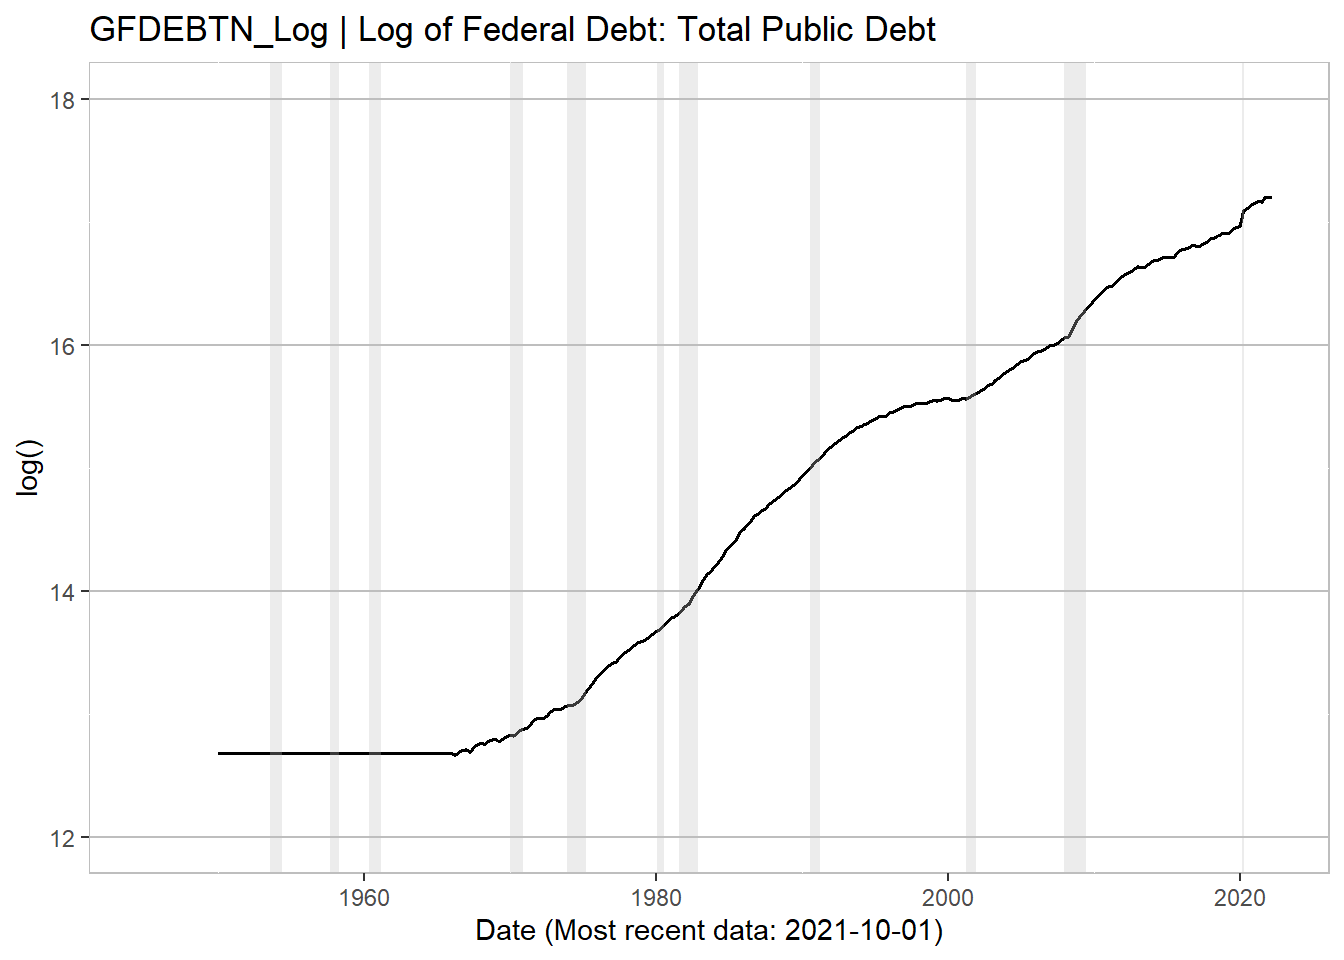 GFDEBTN_Log | Log of Federal Debt: Total Public Debt
18
16
14
12
log()
1960 1980 2000 2020
Date (Most recent data: 2021-10-01)